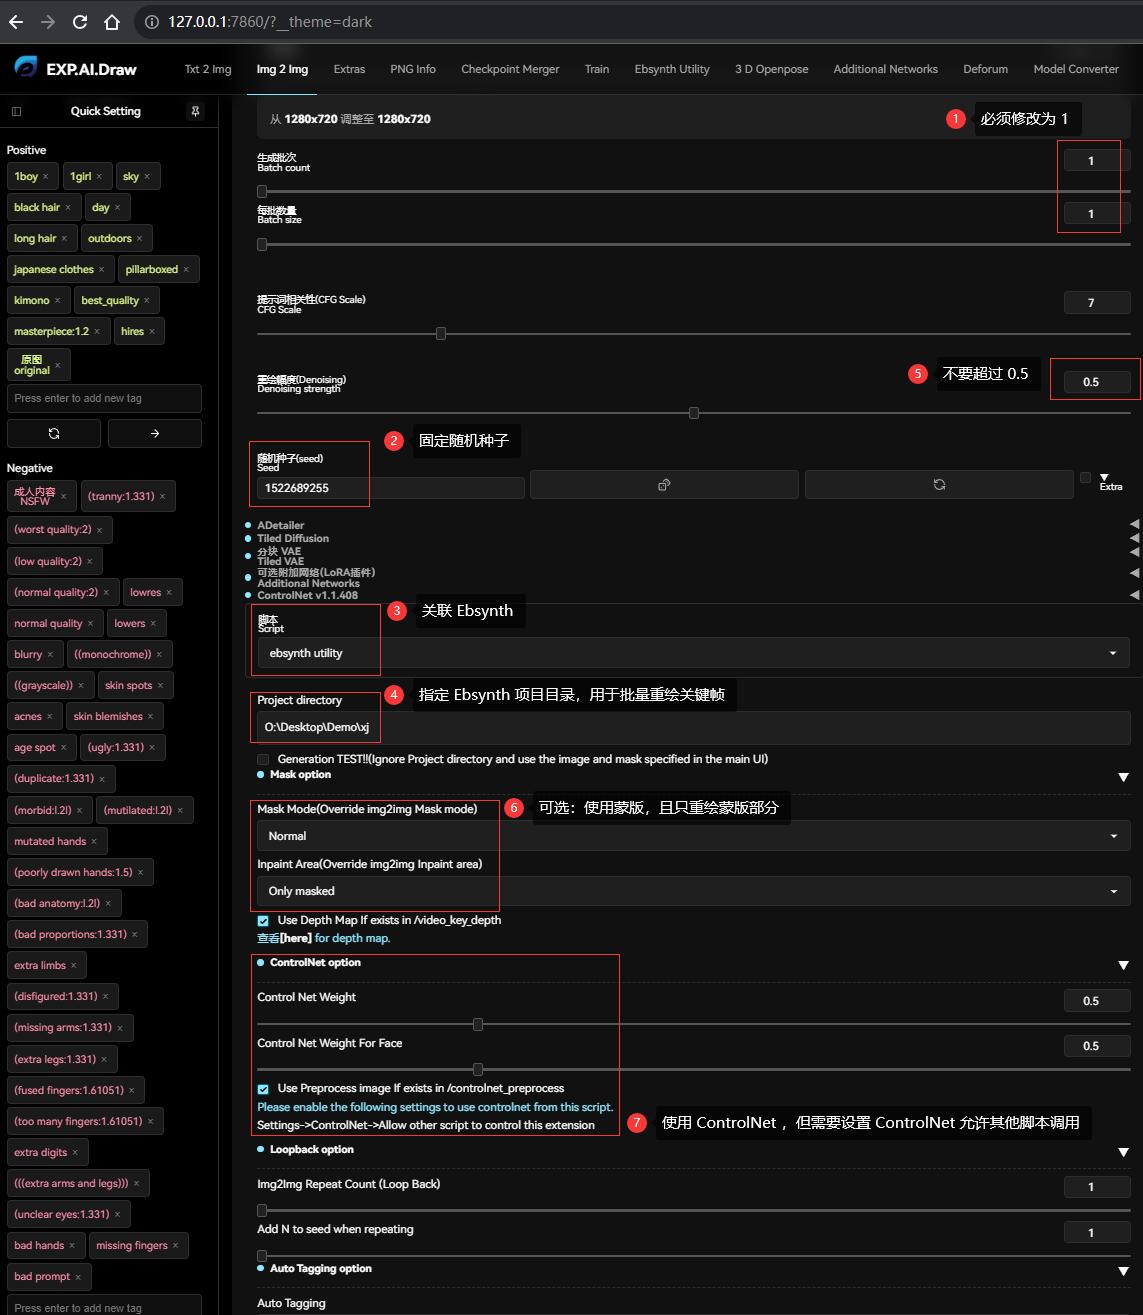 127.0.0.1:7860/?__theme=dark
EXP.AI.Draw
Txt 2 Img
Img 2 Img
Extras
PNG Info
Checkpoint Merger
Train
Ebsynth Utility
3 D Openpose
Additional Networks
Deforum
Model Converter
Quick Setting
Positive
1boy ×
1girl ×
sky ×
black hair ×
day ×
long hair ×
outdoors ×
japanese clothes ×
pillarboxed ×
kimono ×
best_quality ×
masterpiece:1.2 ×
hires ×
原图
original ×
Press enter to add new tag
Negative
成人内容
NSFW ×
(tranny:1.331) ×
(worst quality:2) ×
(low quality:2) ×
(normal quality:2) ×
lowres ×
normal quality ×
lowers ×
blurry ×
((monochrome)) ×
((grayscale)) ×
skin spots ×
acnes ×
skin blemishes ×
age spot ×
(ugly:1.331) ×
(duplicate:1.331) ×
(morbid:l.2l) ×
(mutilated:l.2l) ×
mutated hands ×
(poorly drawn hands:1.5) ×
(bad anatomy:l.2l) ×
(bad proportions:1.331) ×
extra limbs ×
(disfigured:1.331) ×
(missing arms:1.331) ×
(extra legs:1.331) ×
(fused fingers:1.61051) ×
(too many fingers:1.61051) ×
extra digits ×
(((extra arms and legs))) ×
(unclear eyes:1.331) ×
bad hands ×
missing fingers ×
bad prompt ×
Press enter to add new tag
从 1280x720 调整至 1280x720
1 必须修改为 1
生成批次
Batch count
1
每批数量
Batch size
1
提示词相关性(CFG Scale)
CFG Scale
7
重绘幅度(Denoising)
Denoising strength
5 不要超过 0.5
0.5
2 固定随机种子
随机种子(seed)
Seed
1522689255
Extra
ADetailer
Tiled Diffusion
分块 VAE
Tiled VAE
可选附加网络(LoRA插件)
Additional Networks
ControlNet v1.1.408
3 关联 Ebsynth
脚本
Script
ebsynth utility
4 指定 Ebsynth 项目目录，用于批量重绘关键帧
Project directory
O:\Desktop\Demo\xj
Generation TEST!!(Ignore Project directory and use the image and mask specified in the main UI)
Mask option
6 可选：使用蒙版，且只重绘蒙版部分
Mask Mode(Override img2img Mask mode)
Normal
Inpaint Area(Override img2img Inpaint area)
Only masked
Use Depth Map If exists in /video_key_depth
查看[here] for depth map.
ControlNet option
Control Net Weight
0.5
Control Net Weight For Face
0.5
Use Preprocess image If exists in /controlnet_preprocess
Please enable the following settings to use controlnet from this script.
Settings->ControlNet->Allow other script to control this extension
7 使用 ControlNet ，但需要设置 ControlNet 允许其他脚本调用
Loopback option
Img2Img Repeat Count (Loop Back)
1
Add N to seed when repeating
1
Auto Tagging option
Auto Tagging